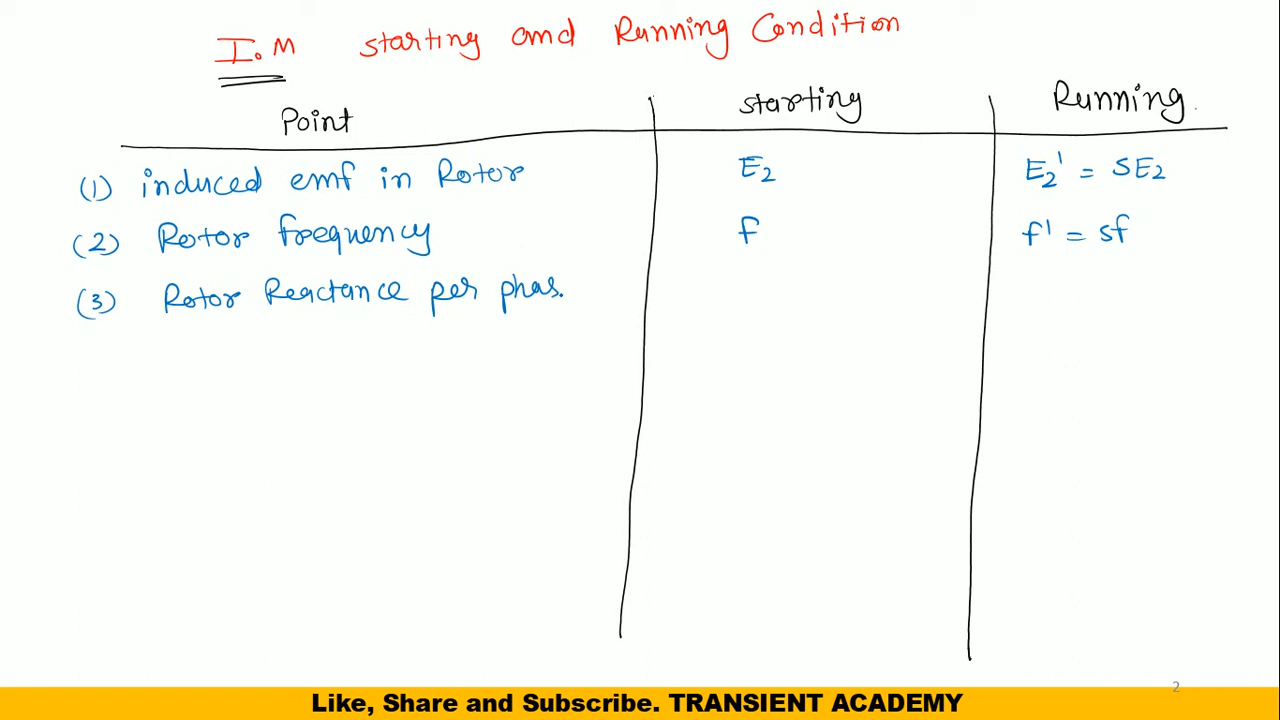 I.M starting and Running Condition
Point starting Running.
(1) induced emf in Rotor E₂ E₂' = SE₂
(2) Rotor frequency f f' = sf
(3) Rotor Reactance per phas.
2
Like, Share and Subscribe. TRANSIENT ACADEMY